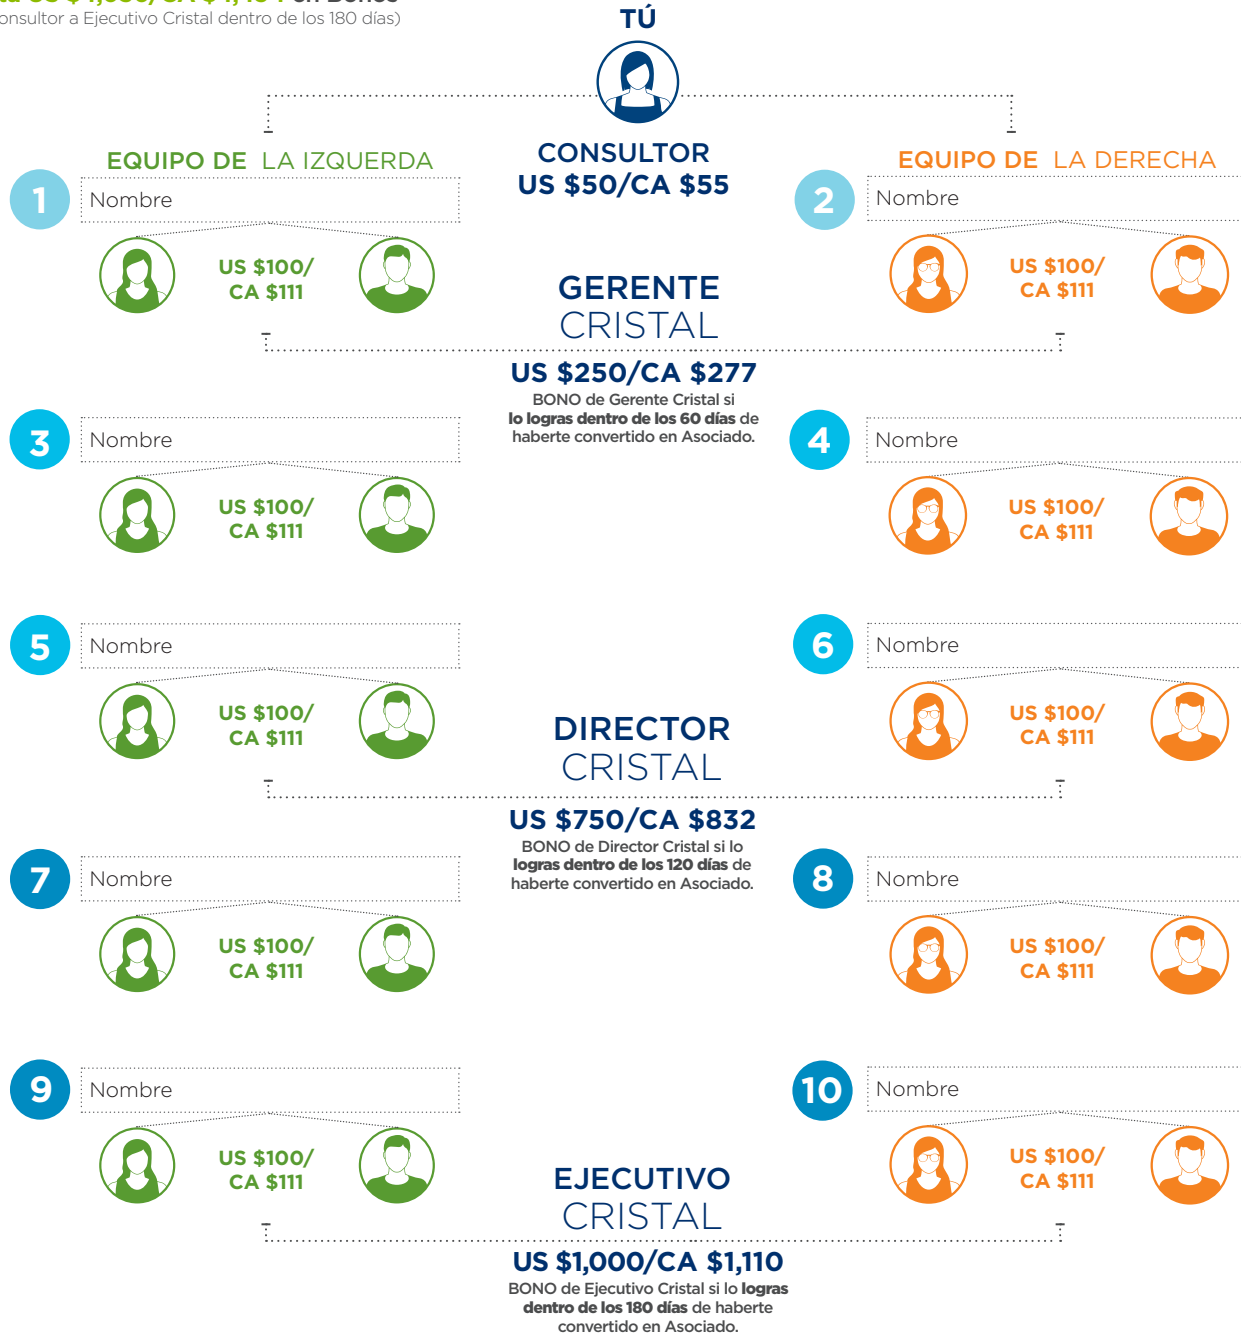 en Bonos
onsultor a Ejecutivo Cristal dentro de los 180 días)
TÚ
CONSULTOR
US $50/CA $55
EQUIPO DE LA IZQUERDA
EQUIPO DE LA DERECHA
1
Nombre
US $100/
CA $111
2
Nombre
US $100/
CA $111
GERENTE
CRISTAL
US $250/CA $277
BONO de Gerente Cristal si
lo logras dentro de los 60 días de
haberte convertido en Asociado.
3
Nombre
US $100/
CA $111
4
Nombre
US $100/
CA $111
5
Nombre
US $100/
CA $111
6
Nombre
US $100/
CA $111
DIRECTOR
CRISTAL
US $750/CA $832
BONO de Director Cristal si lo
logras dentro de los 120 días de
haberte convertido en Asociado.
7
Nombre
US $100/
CA $111
8
Nombre
US $100/
CA $111
9
Nombre
US $100/
CA $111
10
Nombre
US $100/
CA $111
EJECUTIVO
CRISTAL
US $1,000/CA $1,110
BONO de Ejecutivo Cristal si lo logras
dentro de los 180 días de haberte
convertido en Asociado.